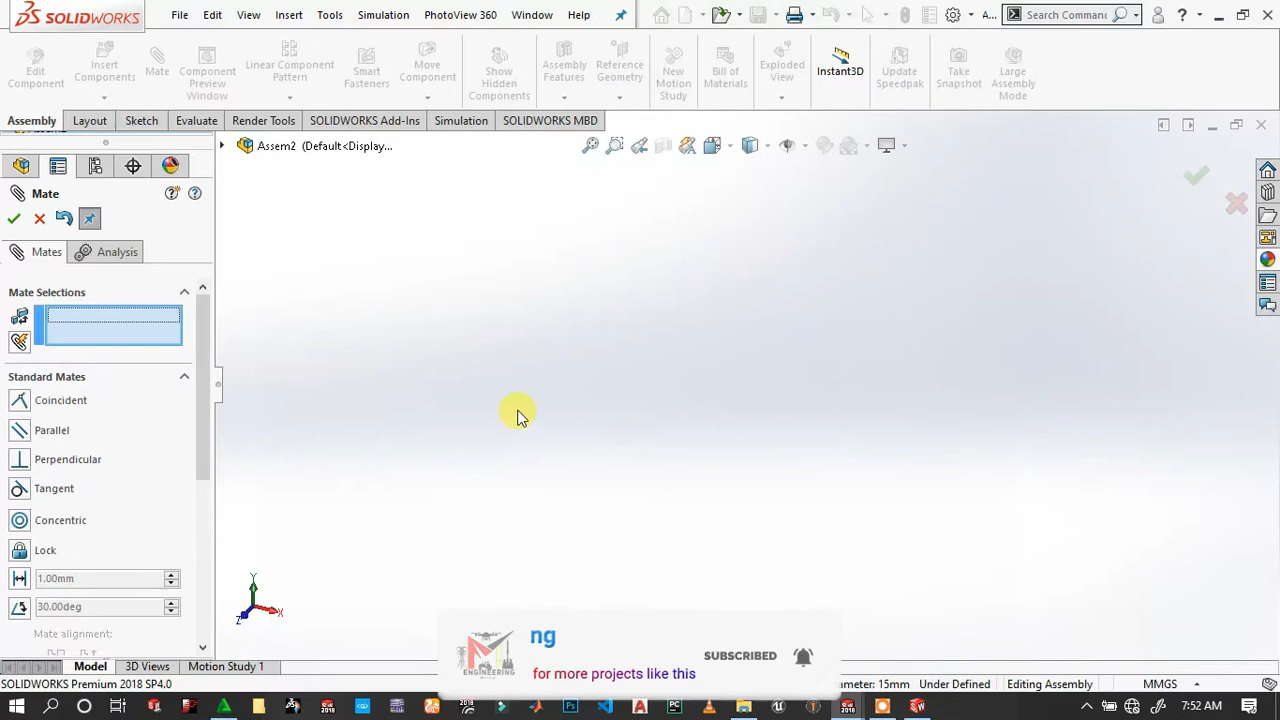 SOLIDWORKS
File Edit View Insert Tools Simulation PhotoView 360 Window Help
A... Search Comman
Edit Component
Insert Components
Mate
Component Preview Window
Linear Component Pattern
Smart Fasteners
Move Component
Show Hidden Components
Assembly Features
Reference Geometry
New Motion Study
Bill of Materials
Exploded View
Instant3D
Update Speedpak
Take Snapshot
Large Assembly Mode
Assembly Layout Sketch Evaluate Render Tools SOLIDWORKS Add-Ins Simulation SOLIDWORKS MBD
Assem2 (Default<Display...
Mate
Mates Analysis
Mate Selections
Standard Mates
Coincident
Parallel
Perpendicular
Tangent
Concentric
Lock
1.00mm
30.00deg
Mate alignment:
Y
X
Z
ng
SUBSCRIBED
for more projects like this
ENGINEERING
Model 3D Views Motion Study 1
SOLIDWORKS Premium 2018 SP4.0
meter: 15mm Under Defined Editing Assembly MMGS
7:52 AM